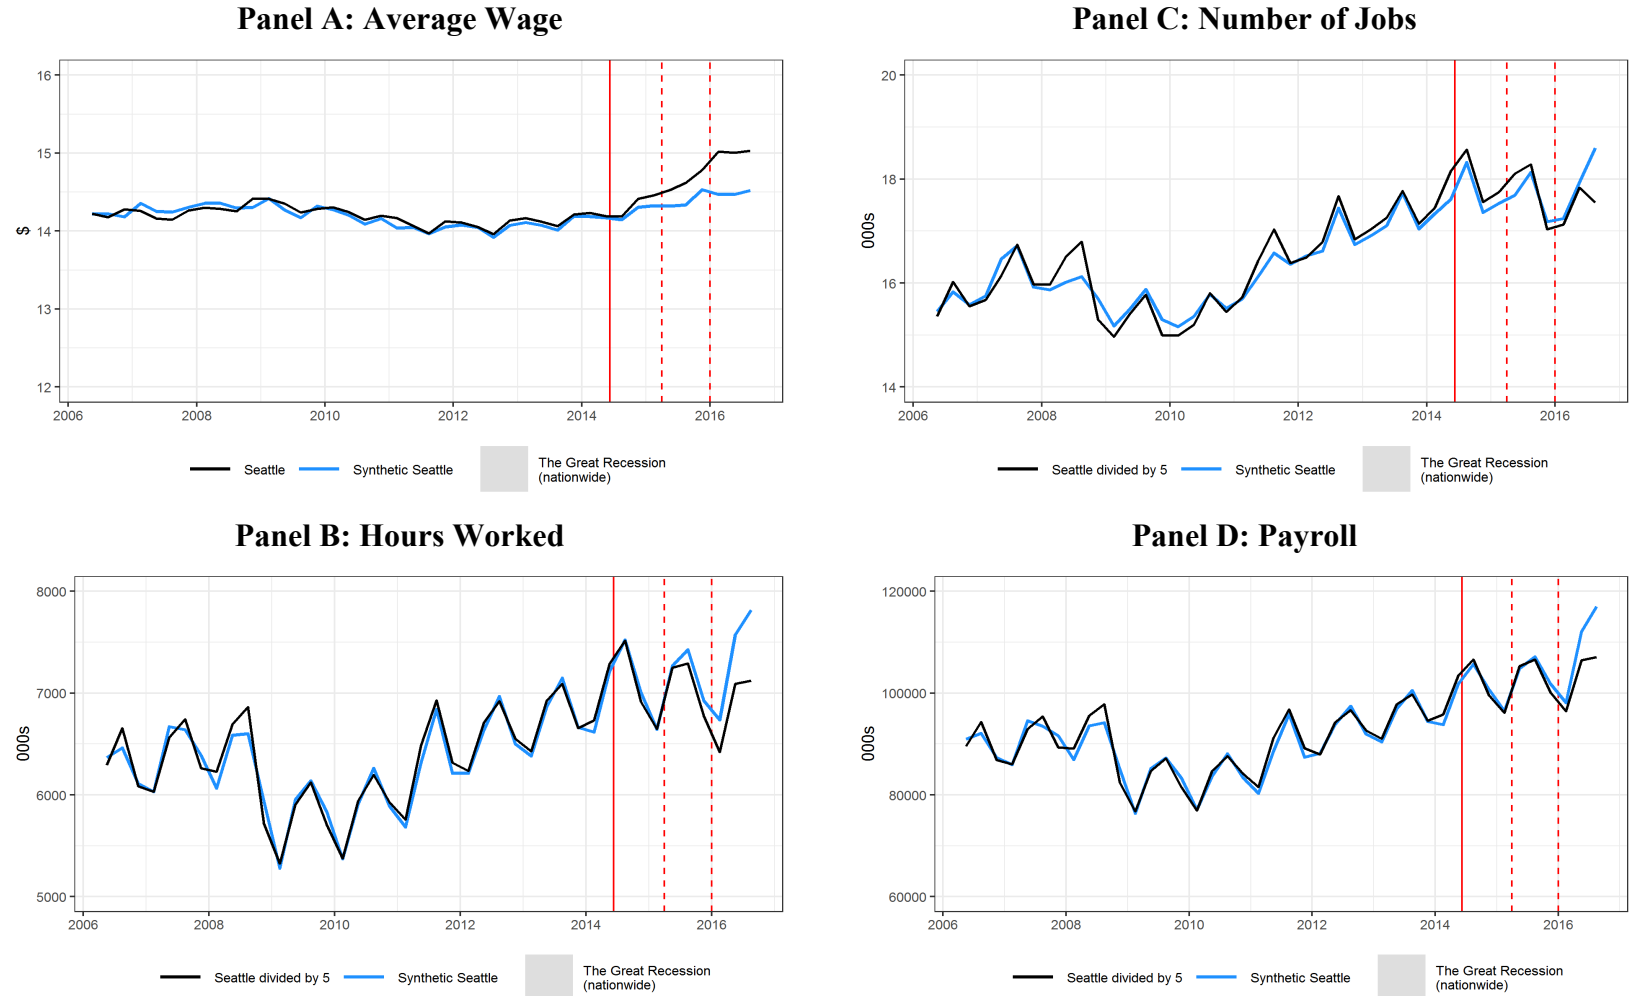 Panel A: Average Wage
16
15
14
13
12
$
2006 2008 2010 2012 2014 2016
Seattle Synthetic Seattle The Great Recession
(nationwide)
Panel C: Number of Jobs
20
18
16
14
000s
2006 2008 2010 2012 2014 2016
Seattle divided by 5 Synthetic Seattle The Great Recession
(nationwide)
Panel B: Hours Worked
8000
7000
6000
5000
000s
2006 2008 2010 2012 2014 2016
Seattle divided by 5 Synthetic Seattle The Great Recession
(nationwide)
Panel D: Payroll
120000
100000
80000
60000
000s
2006 2008 2010 2012 2014 2016
Seattle divided by 5 Synthetic Seattle The Great Recession
(nationwide)